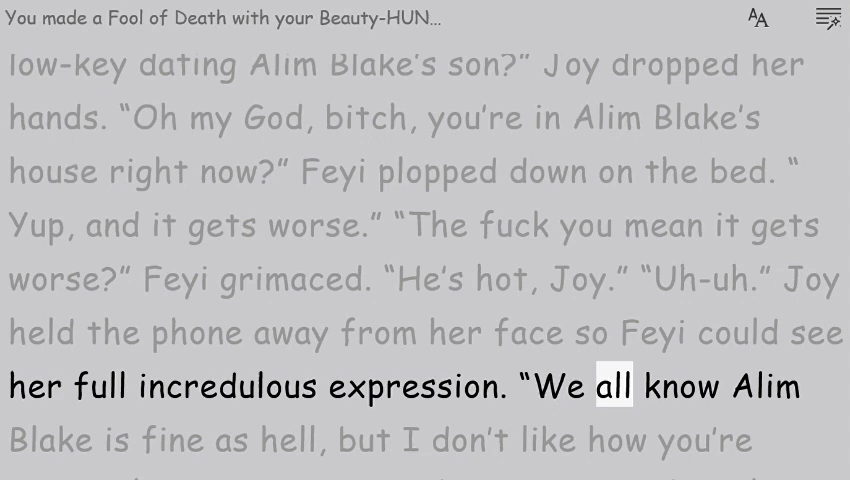 You made a Fool of Death with your Beauty-HUN...
low-key dating Alim Blake's son?” Joy dropped her
hands. “Oh my God, bitch, you're in Alim Blake's
house right now?” Feyi plopped down on the bed. “
Yup, and it gets worse.” “The fuck you mean it gets
worse?” Feyi grimaced. “He's hot, Joy.” “Uh-uh.” Joy
held the phone away from her face so Feyi could see
her full incredulous expression. “We all know Alim
Blake is fine as hell, but I don't like how you're